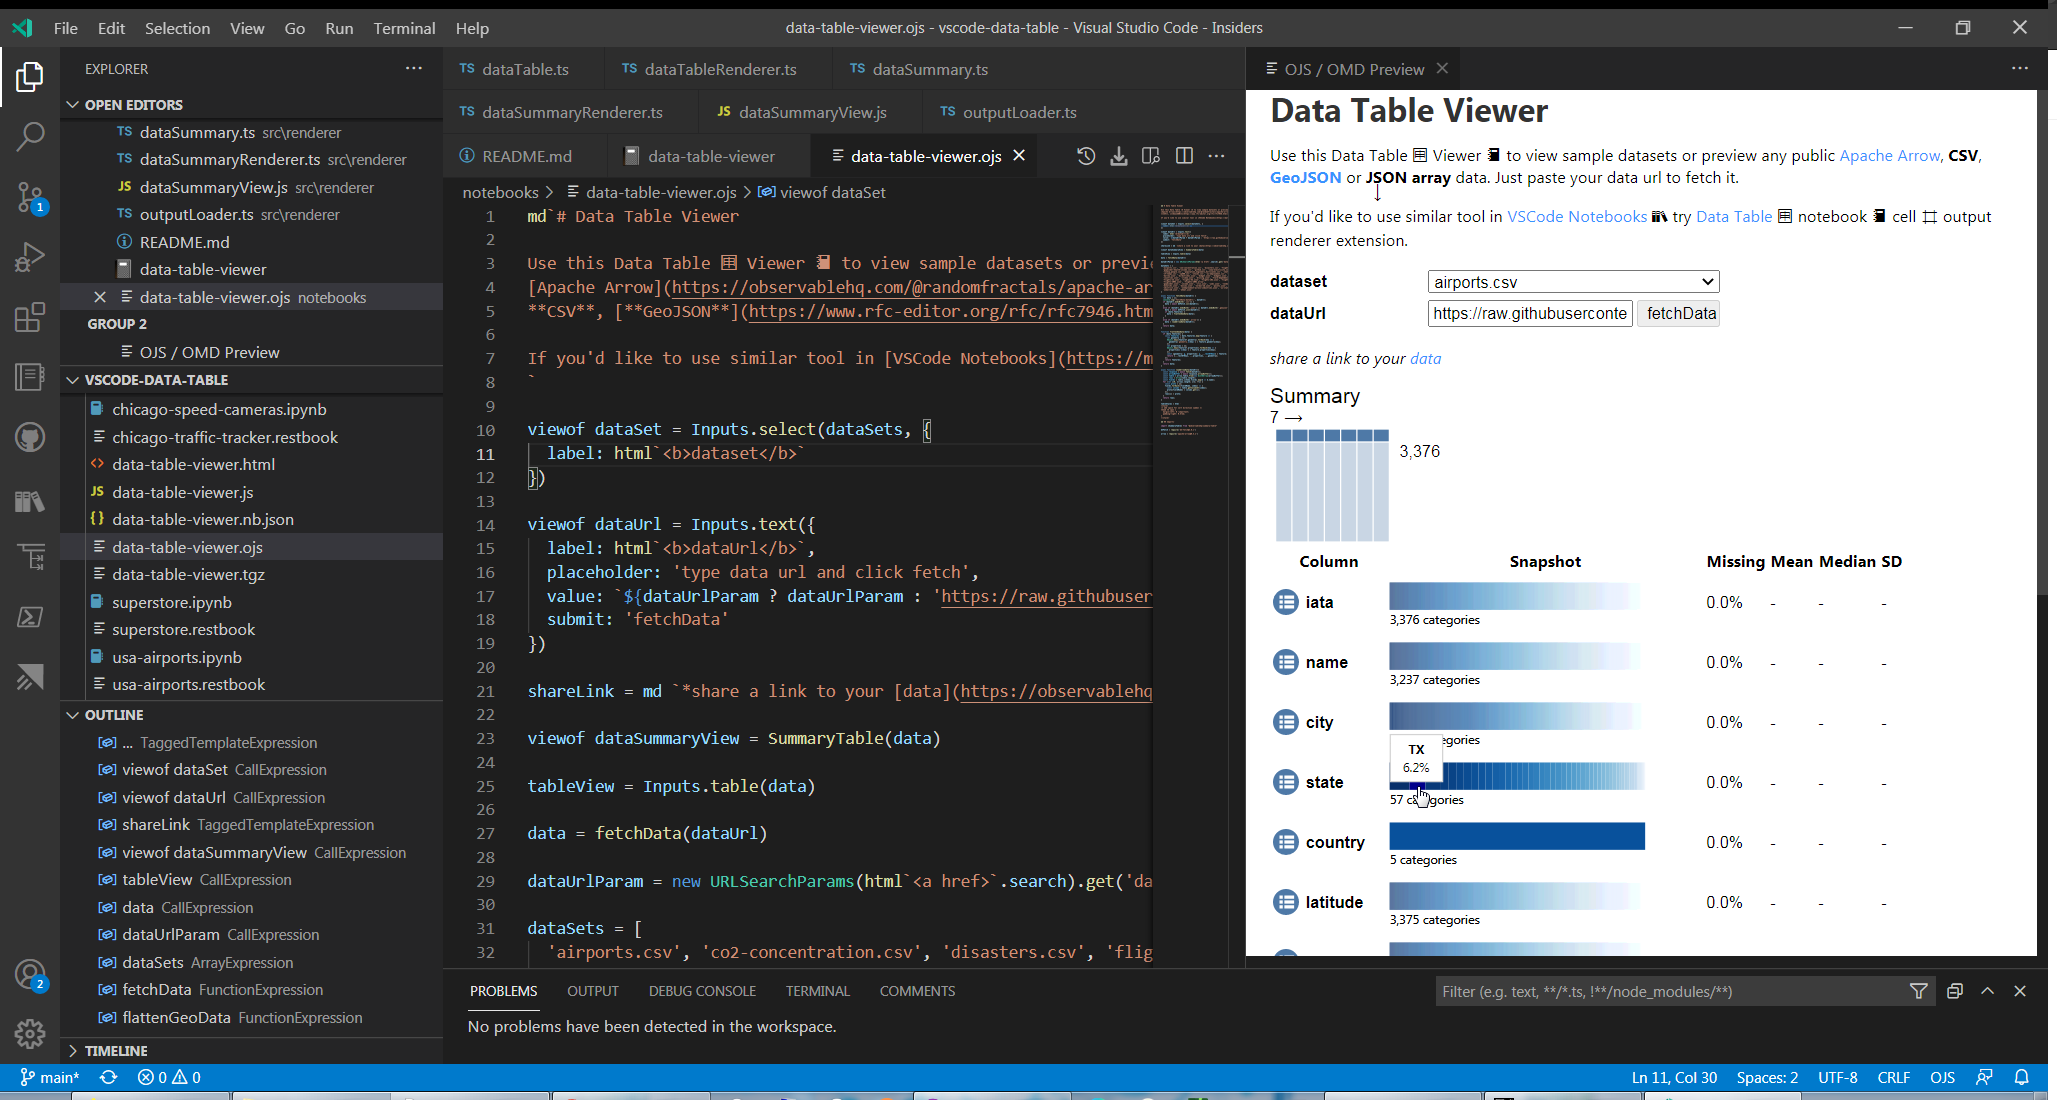 File Edit Selection View Go Run Terminal Help
data-table-viewer.ojs - vscode-data-table - Visual Studio Code - Insiders
EXPLORER
OPEN EDITORS
TS dataSummary.ts src\renderer
TS dataSummaryRenderer.ts src\renderer
JS dataSummaryView.js src\renderer
TS outputLoader.ts src\renderer
README.md
data-table-viewer
data-table-viewer.ojs notebooks
GROUP 2
OJS / OMD Preview
VSCODE-DATA-TABLE
chicago-speed-cameras.ipynb
chicago-traffic-tracker.restbook
data-table-viewer.html
JS data-table-viewer.js
data-table-viewer.nb.json
data-table-viewer.ojs
data-table-viewer.tgz
superstore.ipynb
superstore.restbook
usa-airports.ipynb
usa-airports.restbook
OUTLINE
... TaggedTemplateExpression
viewof dataSet CallExpression
viewof dataUrl CallExpression
shareLink TaggedTemplateExpression
viewof dataSummaryView CallExpression
tableView CallExpression
data CallExpression
dataUrlParam CallExpression
dataSets ArrayExpression
fetchData FunctionExpression
flattenGeoData FunctionExpression
TIMELINE
1
2
TS dataTable.ts TS dataTableRenderer.ts TS dataSummary.ts
TS dataSummaryRenderer.ts JS dataSummaryView.js TS outputLoader.ts
README.md data-table-viewer data-table-viewer.ojs
notebooks > data-table-viewer.ojs > viewof dataSet
1 md`# Data Table Viewer
2
3 Use this Data Table Viewer to view sample datasets or previ
4 [Apache Arrow](https://observablehq.com/@randomfractals/apache-ar
5 **CSV**, [**GeoJSON**](https://www.rfc-editor.org/rfc/rfc7946.htm
6
7 If you'd like to use similar tool in [VSCode Notebooks](https://m
8 `
9
10 viewof dataSet = Inputs.select(dataSets, {
11 label: html`<b>dataset</b>`
12 })
13
14 viewof dataUrl = Inputs.text({
15 label: html`<b>dataUrl</b>`,
16 placeholder: 'type data url and click fetch',
17 value: `${dataUrlParam ? dataUrlParam : 'https://raw.githubuser
18 submit: 'fetchData'
19 })
20
21 shareLink = md `*share a link to your [data](https://observablehq
22
23 viewof dataSummaryView = SummaryTable(data)
24
25 tableView = Inputs.table(data)
26
27 data = fetchData(dataUrl)
28
29 dataUrlParam = new URLSearchParams(html`<a href>`.search).get('da
30
31 dataSets = [
32 'airports.csv', 'co2-concentration.csv', 'disasters.csv', 'flig
OJS / OMD Preview
Data Table Viewer
Use this Data Table Viewer to view sample datasets or preview any public Apache Arrow, CSV,
GeoJSON or JSON array data. Just paste your data url to fetch it.
If you'd like to use similar tool in VSCode Notebooks try Data Table notebook cell output
renderer extension.
dataset airports.csv
dataUrl https://raw.githubuserconte fetchData
share a link to your data
Summary
7 ⟶
3,376
Column Snapshot Missing Mean Median SD
iata 0.0% - - -
3,376 categories
name 0.0% - - -
3,237 categories
city 0.0% - - -
egories
TX
6.2%
state 0.0% - - -
57 categories
country 0.0% - - -
5 categories
latitude 0.0% - - -
3,375 categories
PROBLEMS OUTPUT DEBUG CONSOLE TERMINAL COMMENTS
Filter (e.g. text, **/*.ts, !**/node_modules/**)
No problems have been detected in the workspace.
main* 0 0 Ln 11, Col 30 Spaces: 2 UTF-8 CRLF OJS